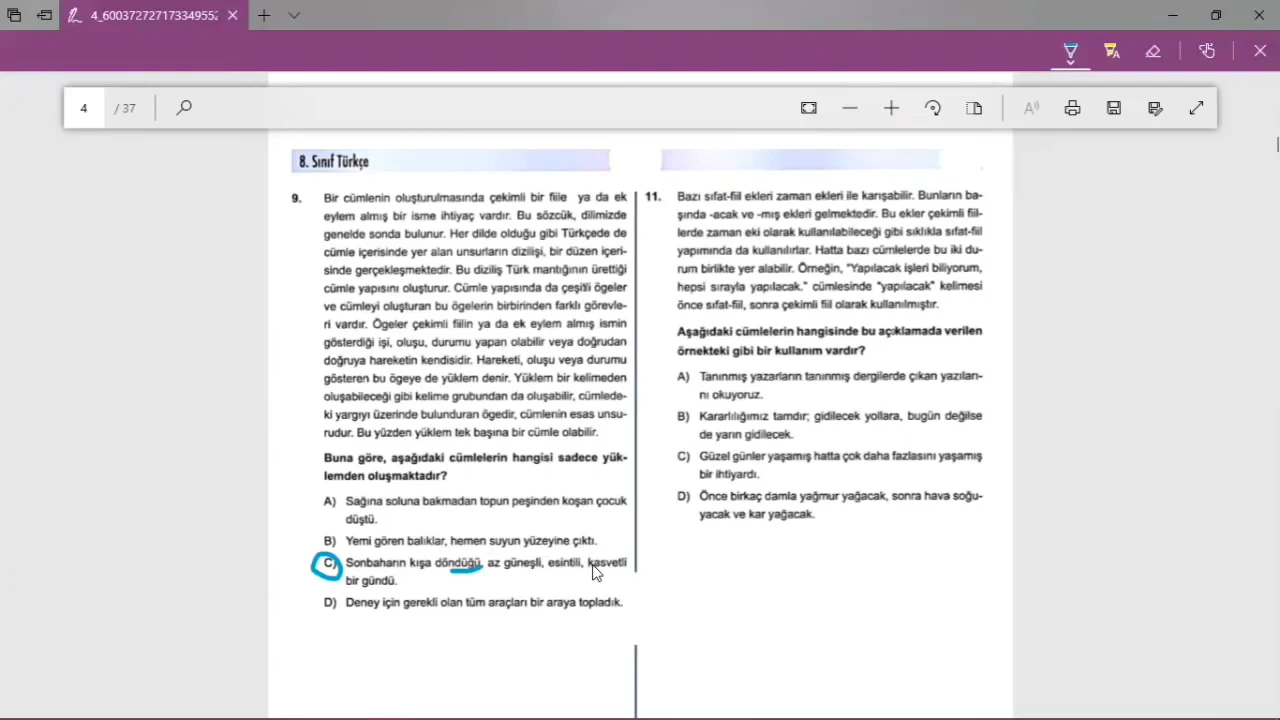 4_600372727173349552
4 / 37
8. Sınıf Türkçe
9. Bir cümlenin oluşturulmasında çekimli bir fiile ya da ek
eylem almış bir isme ihtiyaç vardır. Bu sözcük, dilimizde
genelde sonda bulunur. Her dilde olduğu gibi Türkçede de
cümle içerisinde yer alan unsurların dizilişi, bir düzen içeri-
sinde gerçekleşmektedir. Bu diziliş Türk mantığının ürettiği
cümle yapısını oluşturur. Cümle yapısında da çeşitli ögeler
ve cümleyi oluşturan bu ögelerin birbirinden farklı görevle-
ri vardır. Ögeler çekimli fiilin ya da ek eylem almış ismin
gösterdiği işi, oluşu, durumu yapan olabilir veya doğrudan
doğruya hareketin kendisidir. Hareketi, oluşu veya durumu
gösteren bu ögeye de yüklem denir. Yüklem bir kelimeden
oluşabileceği gibi kelime grubundan da oluşabilir, cümlede-
ki yargıyı üzerinde bulunduran ögedir, cümlenin esas unsu-
rudur. Bu yüzden yüklem tek başına bir cümle olabilir.
Buna göre, aşağıdaki cümlelerin hangisi sadece yük-
lemden oluşmaktadır?
A) Sağına soluna bakmadan topun peşinden koşan çocuk
düştü.
B) Yemi gören balıklar, hemen suyun yüzeyine çıktı.
C) Sonbaharın kışa döndüğü, az güneşli, esintili, kasvetli
bir gündü.
D) Deney için gerekli olan tüm araçları bir araya topladık.
11. Bazı sıfat-fiil ekleri zaman ekleri ile karışabilir. Bunların ba-
şında -acak ve -mış ekleri gelmektedir. Bu ekler çekimli fiil-
lerde zaman eki olarak kullanılabileceği gibi sıklıkla sıfat-fiil
yapımında da kullanılırlar. Hatta bazı cümlelerde bu iki du-
rum birlikte yer alabilir. Örneğin, "Yapılacak işleri biliyorum,
hepsi sırayla yapılacak." cümlesinde "yapılacak" kelimesi
önce sıfat-fiil, sonra çekimli fiil olarak kullanılmıştır.
Aşağıdaki cümlelerin hangisinde bu açıklamada verilen
örnekteki gibi bir kullanım vardır?
A) Tanınmış yazarların tanınmış dergilerde çıkan yazıları-
nı okuyoruz.
B) Kararlılığımız tamdır; gidilecek yollara, bugün değilse
de yarın gidilecek.
C) Güzel günler yaşamış hatta çok daha fazlasını yaşamış
bir ihtiyardı.
D) Önce birkaç damla yağmur yağacak, sonra hava soğu-
yacak ve kar yağacak.